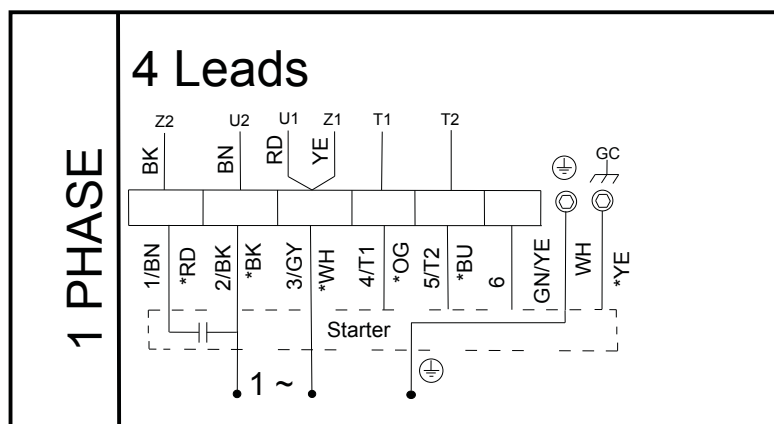 1 PHASE
4 Leads
Z2 U2 U1 Z1 T1 T2 GC
BK BN RD YE
1/BN *RD 2/BK *BK 3/GY *WH 4/T1 *OG 5/T2 *BU 6 GN/YE WH *YE
Starter
1 ~